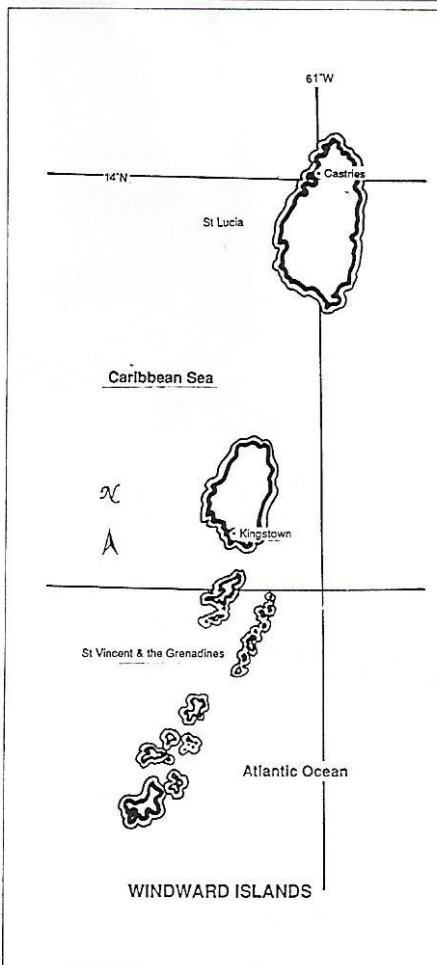 61°W
Castries
14°N
St Lucia
Caribbean Sea
N
Kingstown
St Vincent & the Grenadines
Atlantic Ocean
WINDWARD ISLANDS